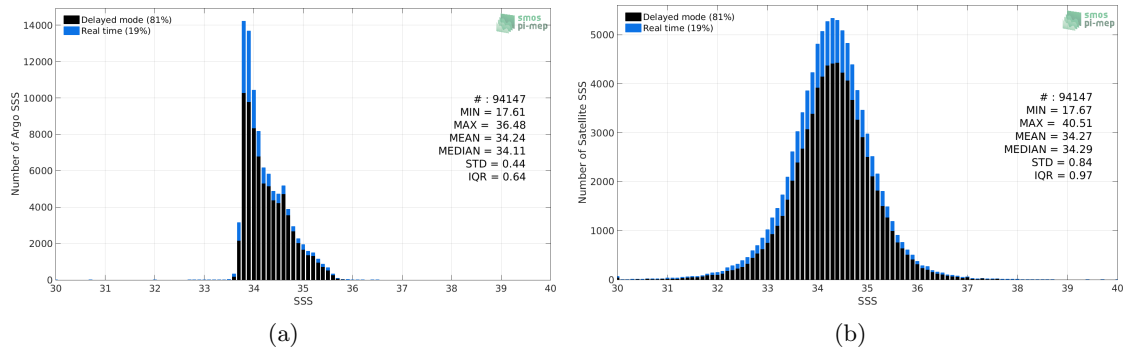 Delayed mode (81%)
Real time (19%)
smos
pi-mep
# : 94147
MIN = 17.61
MAX = 36.48
MEAN = 34.24
MEDIAN = 34.11
STD = 0.44
IQR = 0.64
Number of Argo SSS
14000
12000
10000
8000
6000
4000
2000
0
30 31 32 33 34 35 36 37 38 39 40
SSS
(a)
Delayed mode (81%)
Real time (19%)
smos
pi-mep
# : 94147
MIN = 17.67
MAX = 40.51
MEAN = 34.27
MEDIAN = 34.29
STD = 0.84
IQR = 0.97
Number of Satellite SSS
5000
4000
3000
2000
1000
0
30 31 32 33 34 35 36 37 38 39 40
SSS
(b)